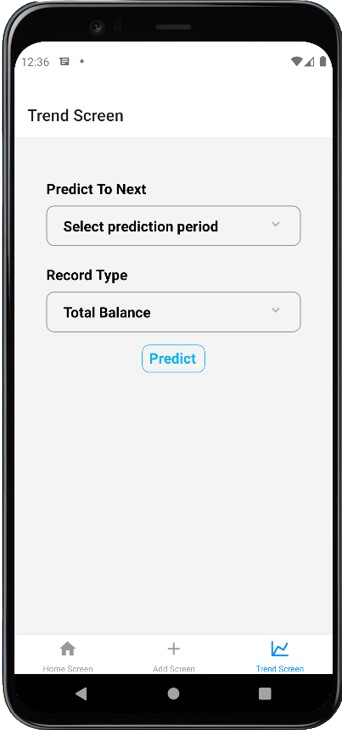 12:36
Trend Screen
Predict To Next
Select prediction period
Record Type
Total Balance
Predict
Home Screen Add Screen Trend Screen